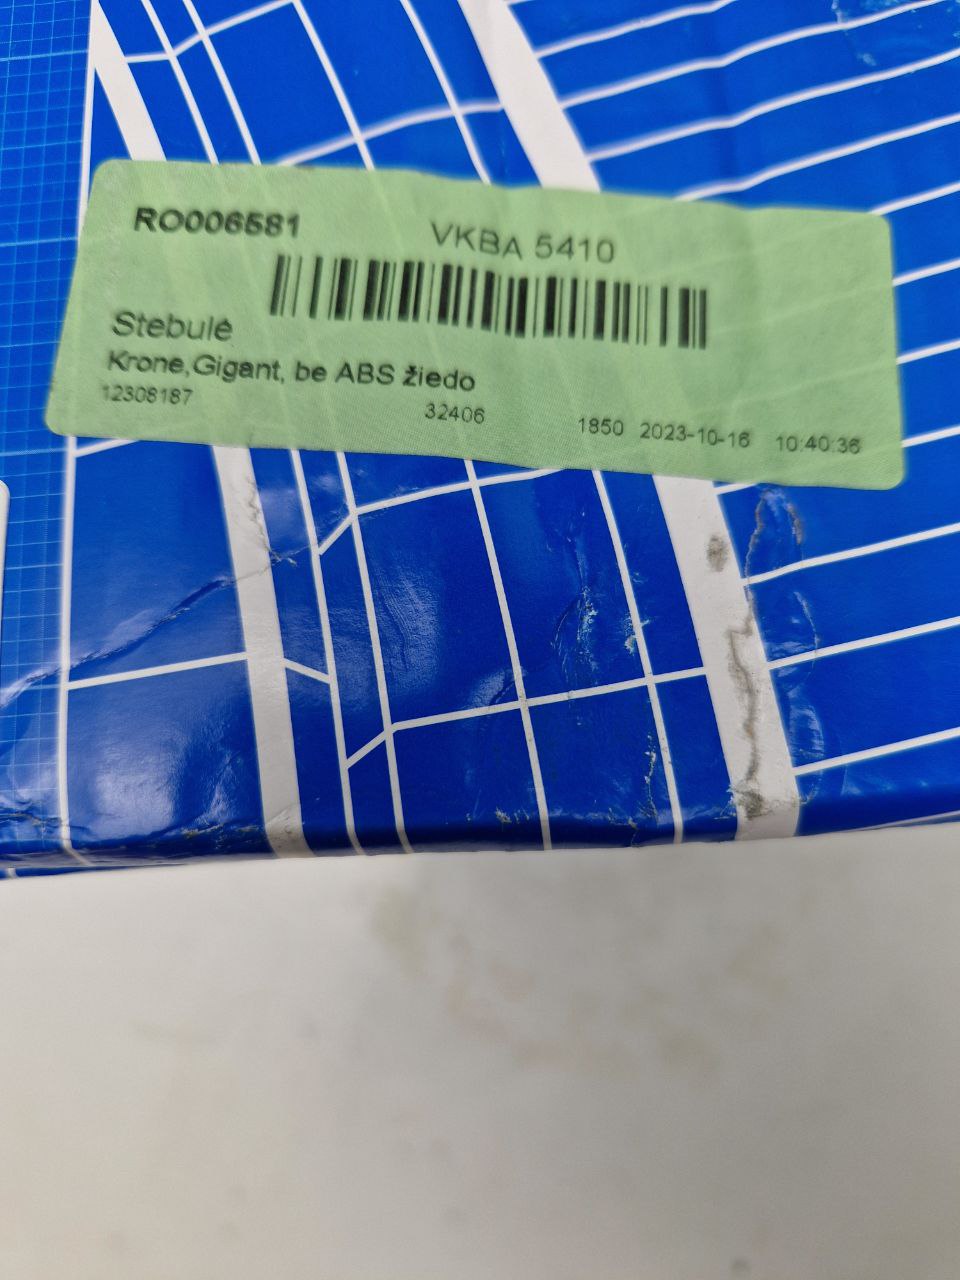 RO006581
VKBA 5410
Stebulė
Krone,Gigant, be ABS žiedo
12308187 32406 1850 2023-10-16 10:40:36